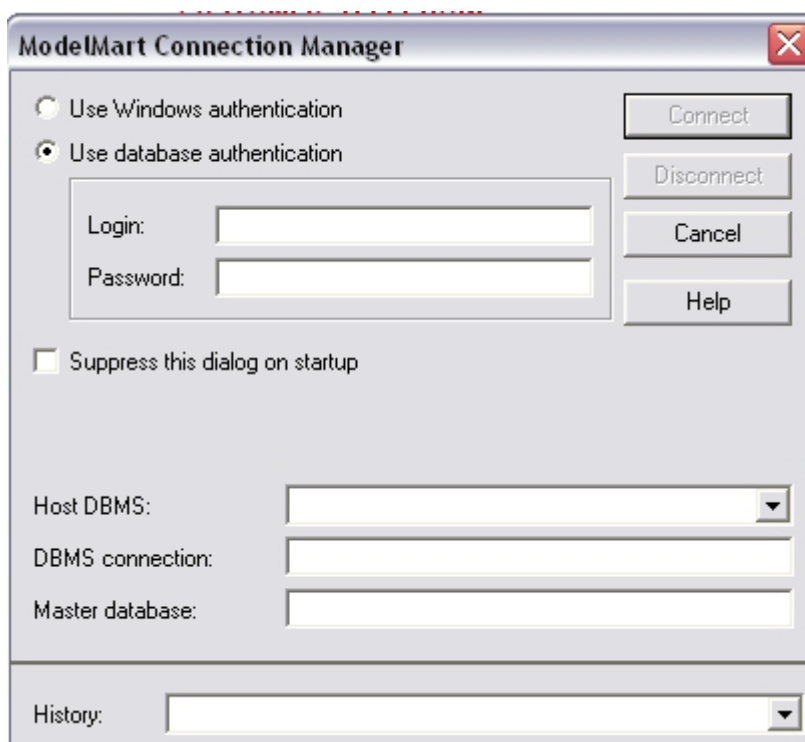 ModelMart Connection Manager
Use Windows authentication
Connect
Use database authentication
Disconnect
Login:
Cancel
Password:
Help
Suppress this dialog on startup
Host DBMS:
DBMS connection:
Master database:
History: